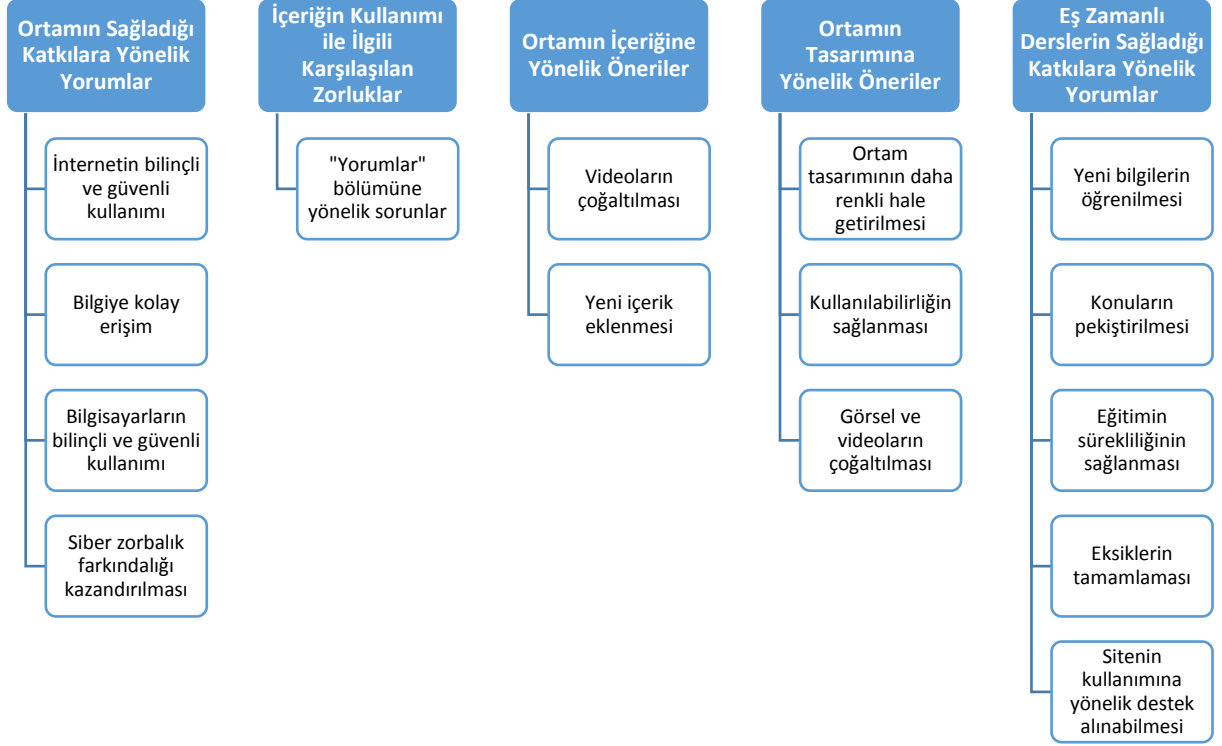 Ortamın Sağladığı
Katkılara Yönelik
Yorumlar
İnternetin bilinçli
ve güvenli
kullanımı
Bilgiye kolay
erişim
Bilgisayarların
bilinçli ve güvenli
kullanımı
Siber zorbalık
farkındalığı
kazandırılması
İçeriğin Kullanımı
ile İlgili
Karşılaşılan
Zorluklar
"Yorumlar"
bölümüne
yönelik sorunlar
Ortamın İçeriğine
Yönelik Öneriler
Videoların
çoğaltılması
Yeni içerik
eklenmesi
Ortamın
Tasarımına
Yönelik Öneriler
Ortam
tasarımının daha
renkli hale
getirilmesi
Kullanılabilirliğin
sağlanması
Görsel ve
videoların
çoğaltılması
Eş Zamanlı
Derslerin Sağladığı
Katkılara Yönelik
Yorumlar
Yeni bilgilerin
öğrenilmesi
Konuların
pekiştirilmesi
Eğitimin
sürekliliğinin
sağlanması
Eksiklerin
tamamlaması
Sitenin
kullanımına
yönelik destek
alınabilmesi